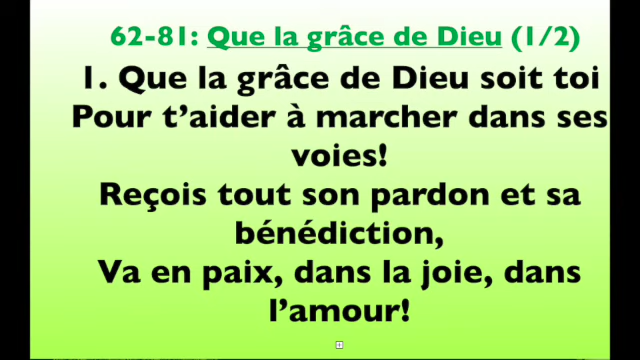 62-81: Que la grâce de Dieu (1/2)
1. Que la grâce de Dieu soit toi
Pour t’aider à marcher dans ses
voies!
Reçois tout son pardon et sa
bénédiction,
Va en paix, dans la joie, dans
l’amour!